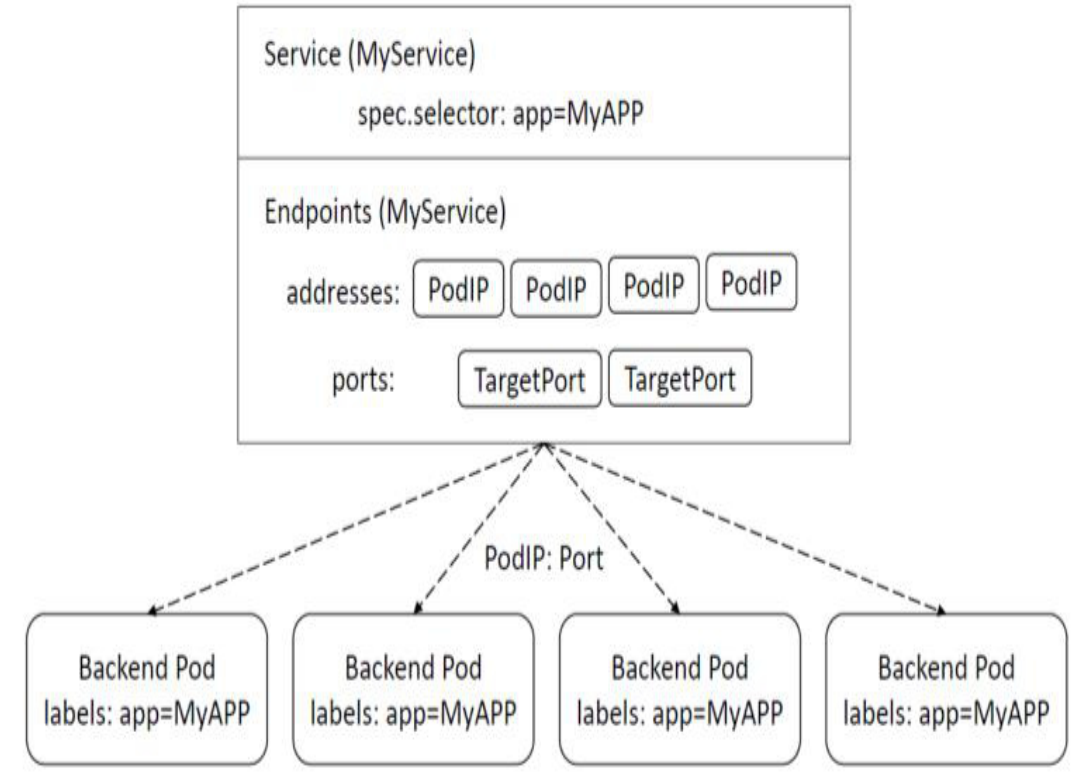 Service (MyService)
spec.selector: app=MyAPP
Endpoints (MyService)
addresses: PodIP PodIP PodIP PodIP
ports: TargetPort TargetPort
PodIP: Port
Backend Pod
labels: app=MyAPP
Backend Pod
labels: app=MyAPP
Backend Pod
labels: app=MyAPP
Backend Pod
labels: app=MyAPP